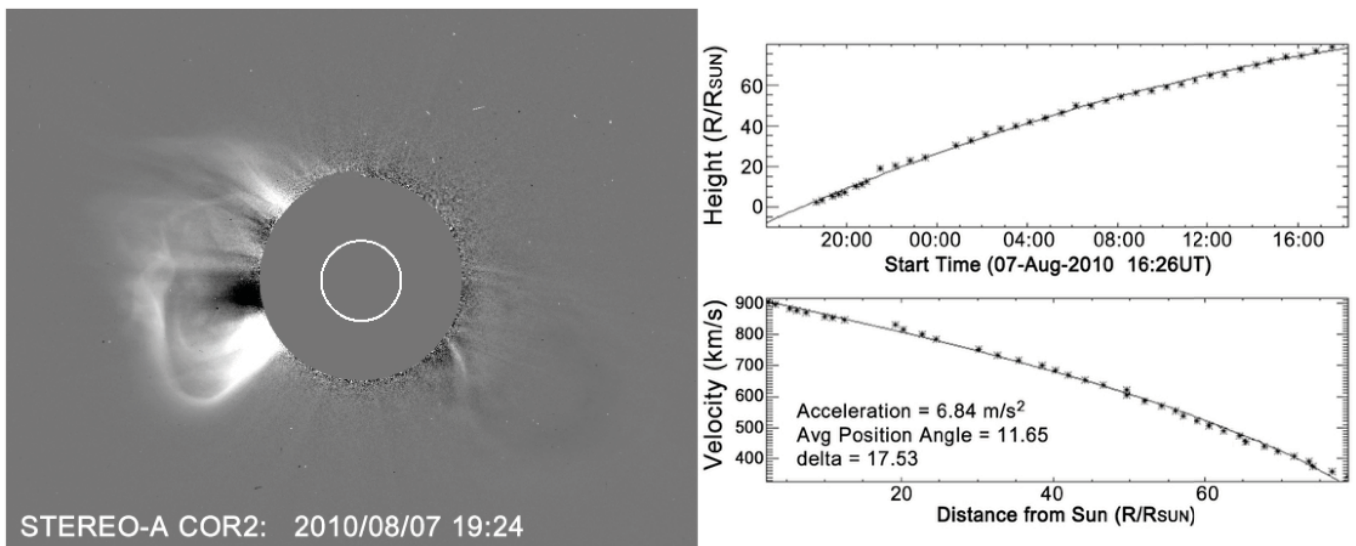 STEREO-A COR2: 2010/08/07 19:24
Height (R/RSUN)
60
40
20
0
20:00 00:00 04:00 08:00 12:00 16:00
Start Time (07-Aug-2010 16:26UT)
Velocity (km/s)
900
800
700
600
500
400
Acceleration = 6.84 m/s²
Avg Position Angle = 11.65
delta = 17.53
20 40 60
Distance from Sun (R/RSUN)